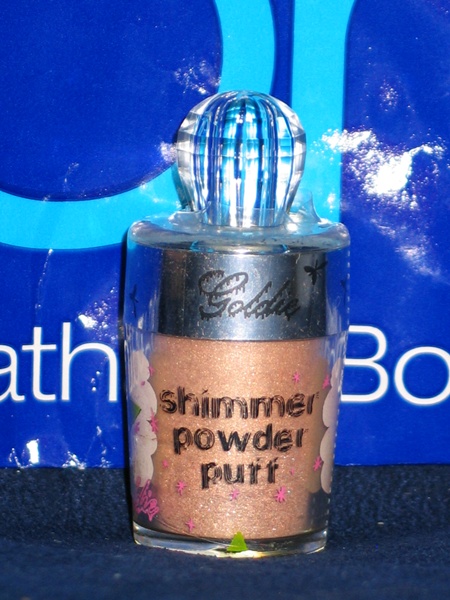 Goldie
ath Bo
shimmer
powder
puff